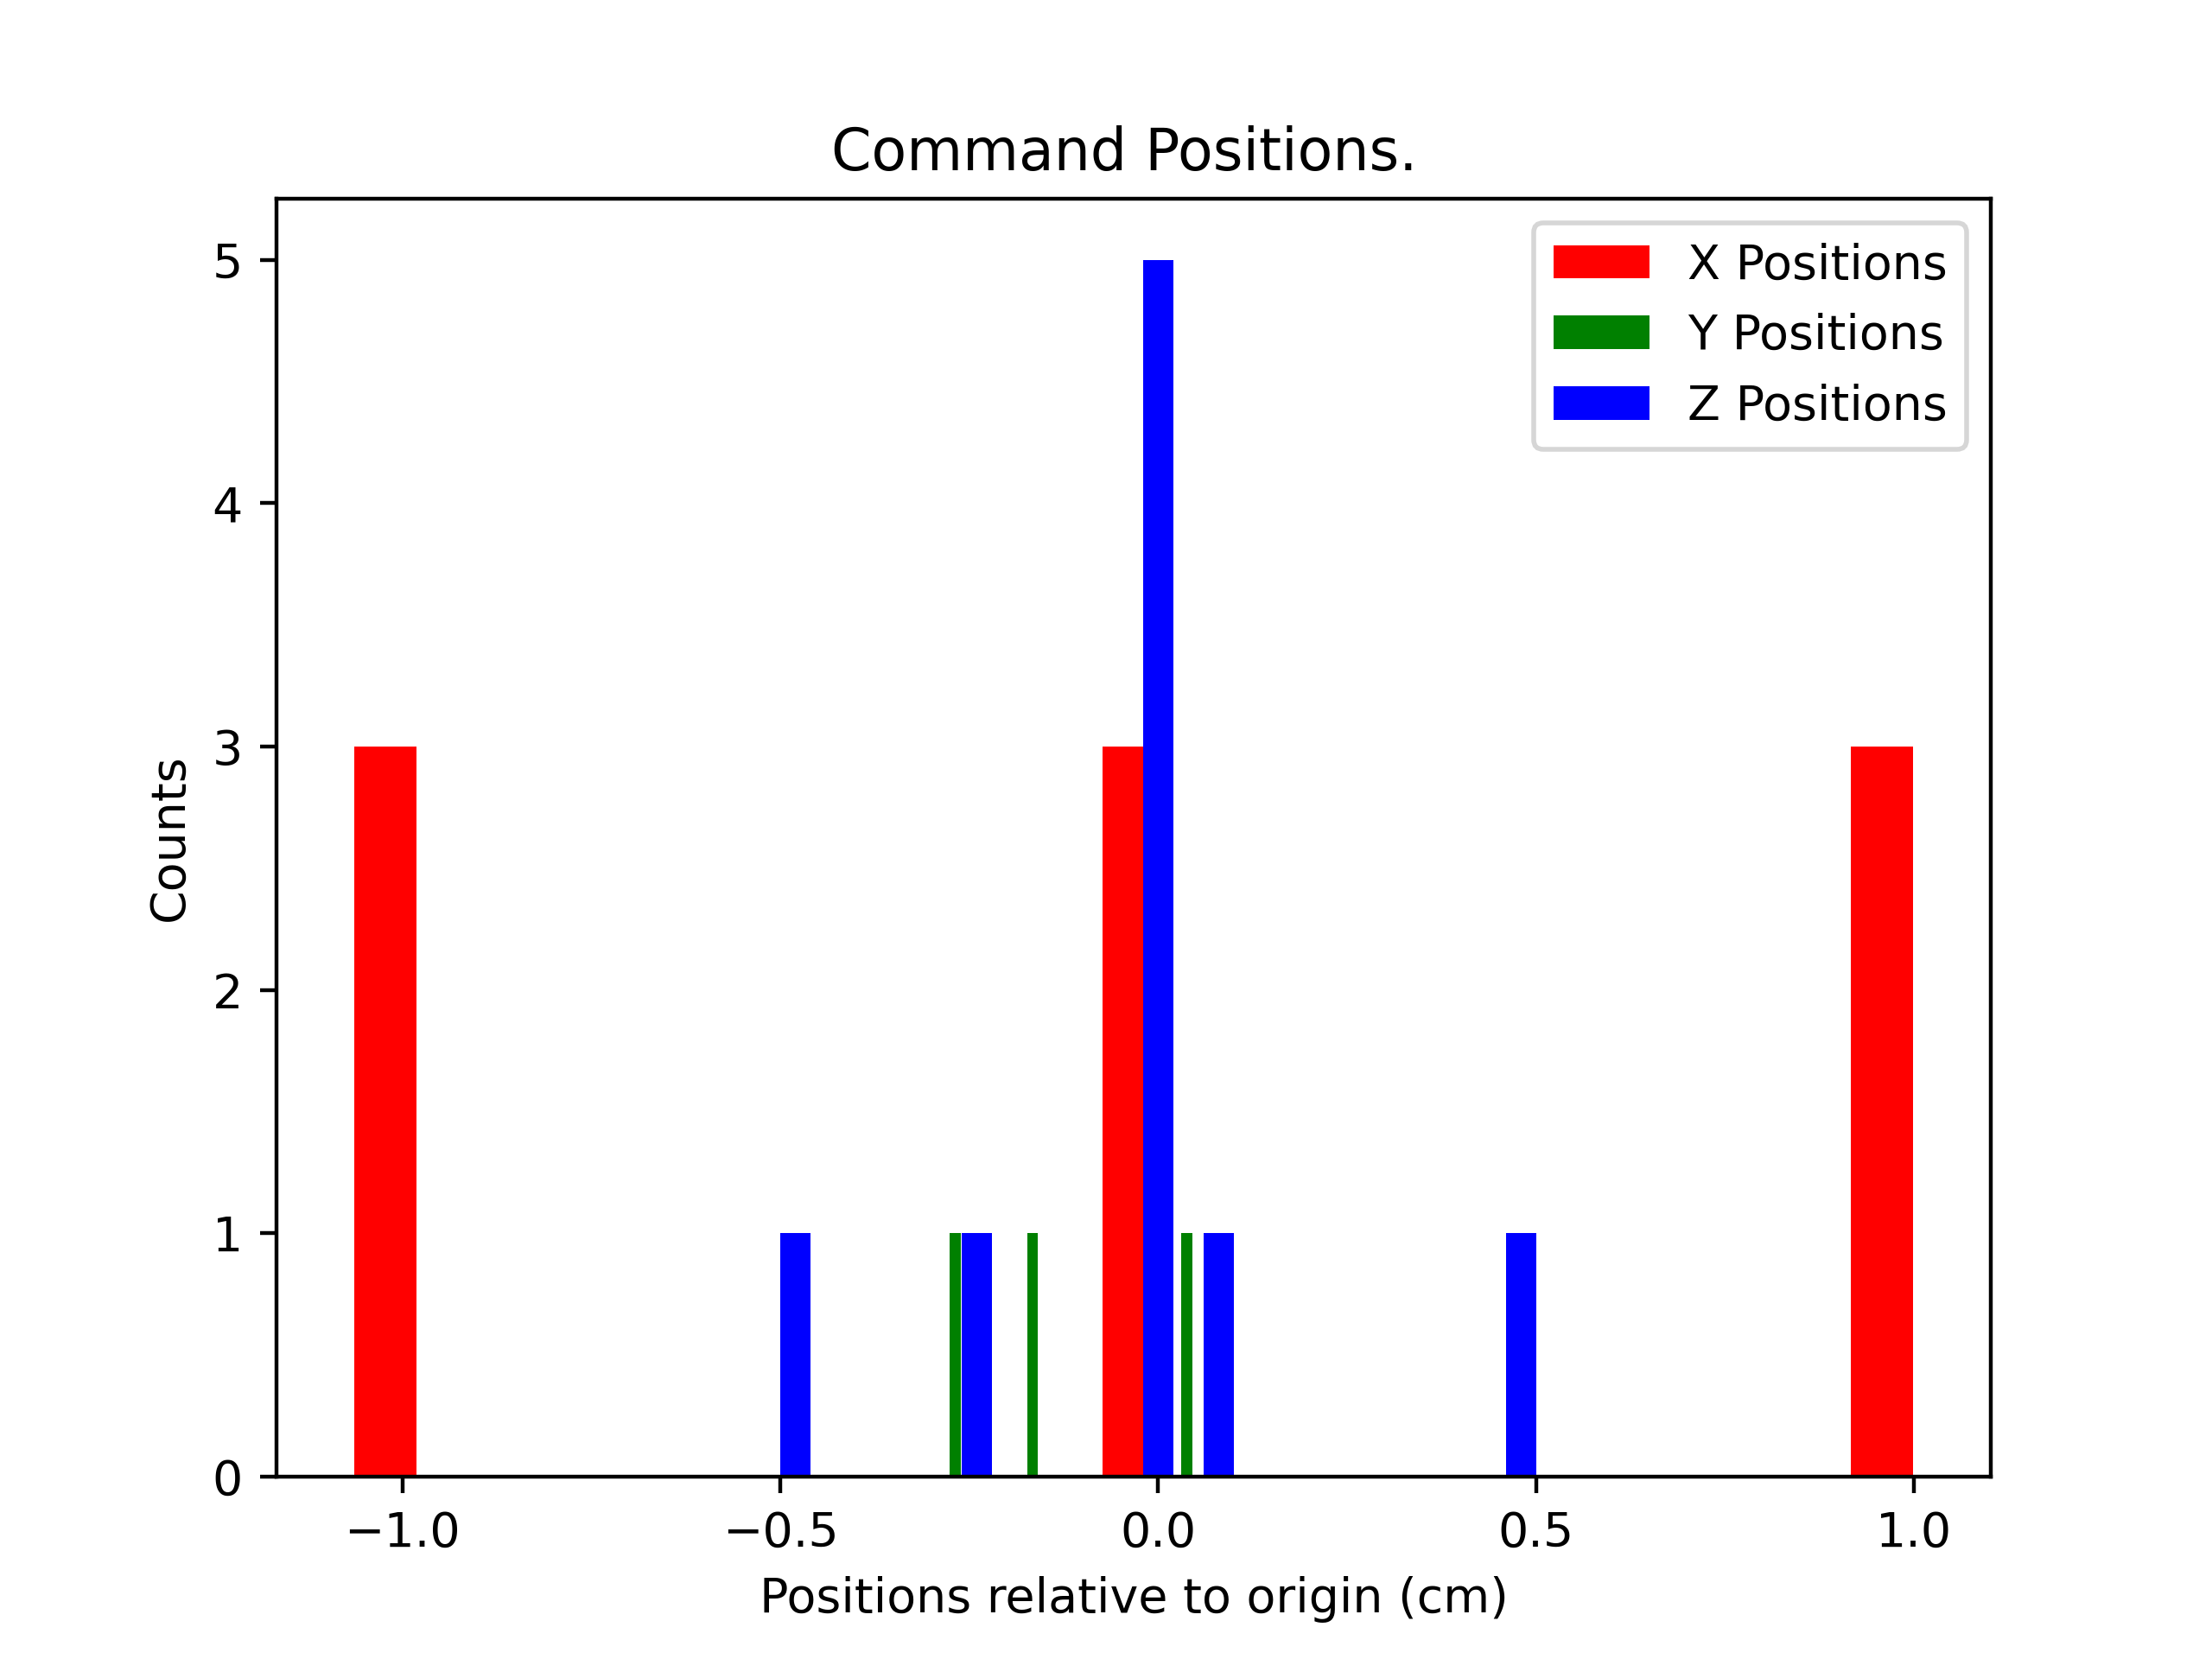 Command Positions.
X Positions
Y Positions
Z Positions
5
4
3
2
1
0
Counts
−1.0 −0.5 0.0 0.5 1.0
Positions relative to origin (cm)